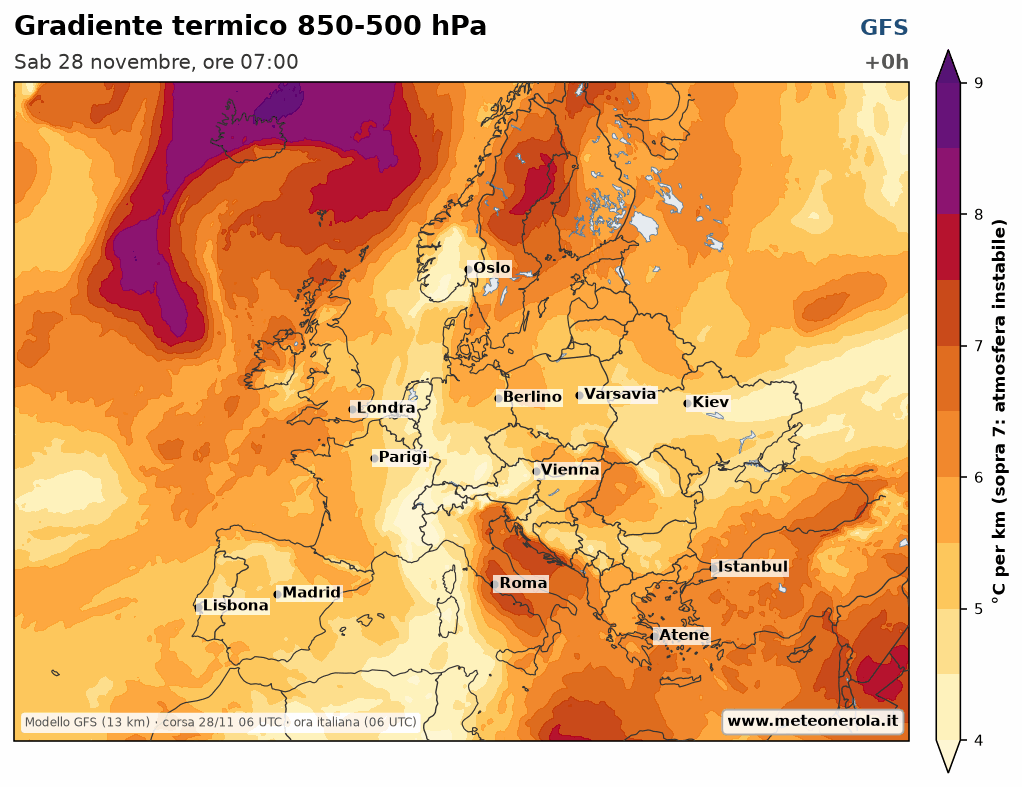 Gradiente termico 850-500 hPa
GFS
Sab 28 novembre, ore 07:00
+0h
9
8
7
6
5
4
°C per km (sopra 7: atmosfera instabile)
Oslo
Berlino
Varsavia
Kiev
Londra
Parigi
Vienna
Istanbul
Roma
Madrid
Lisbona
Atene
Modello GFS (13 km) · corsa 28/11 06 UTC · ora italiana (06 UTC)
www.meteonerola.it